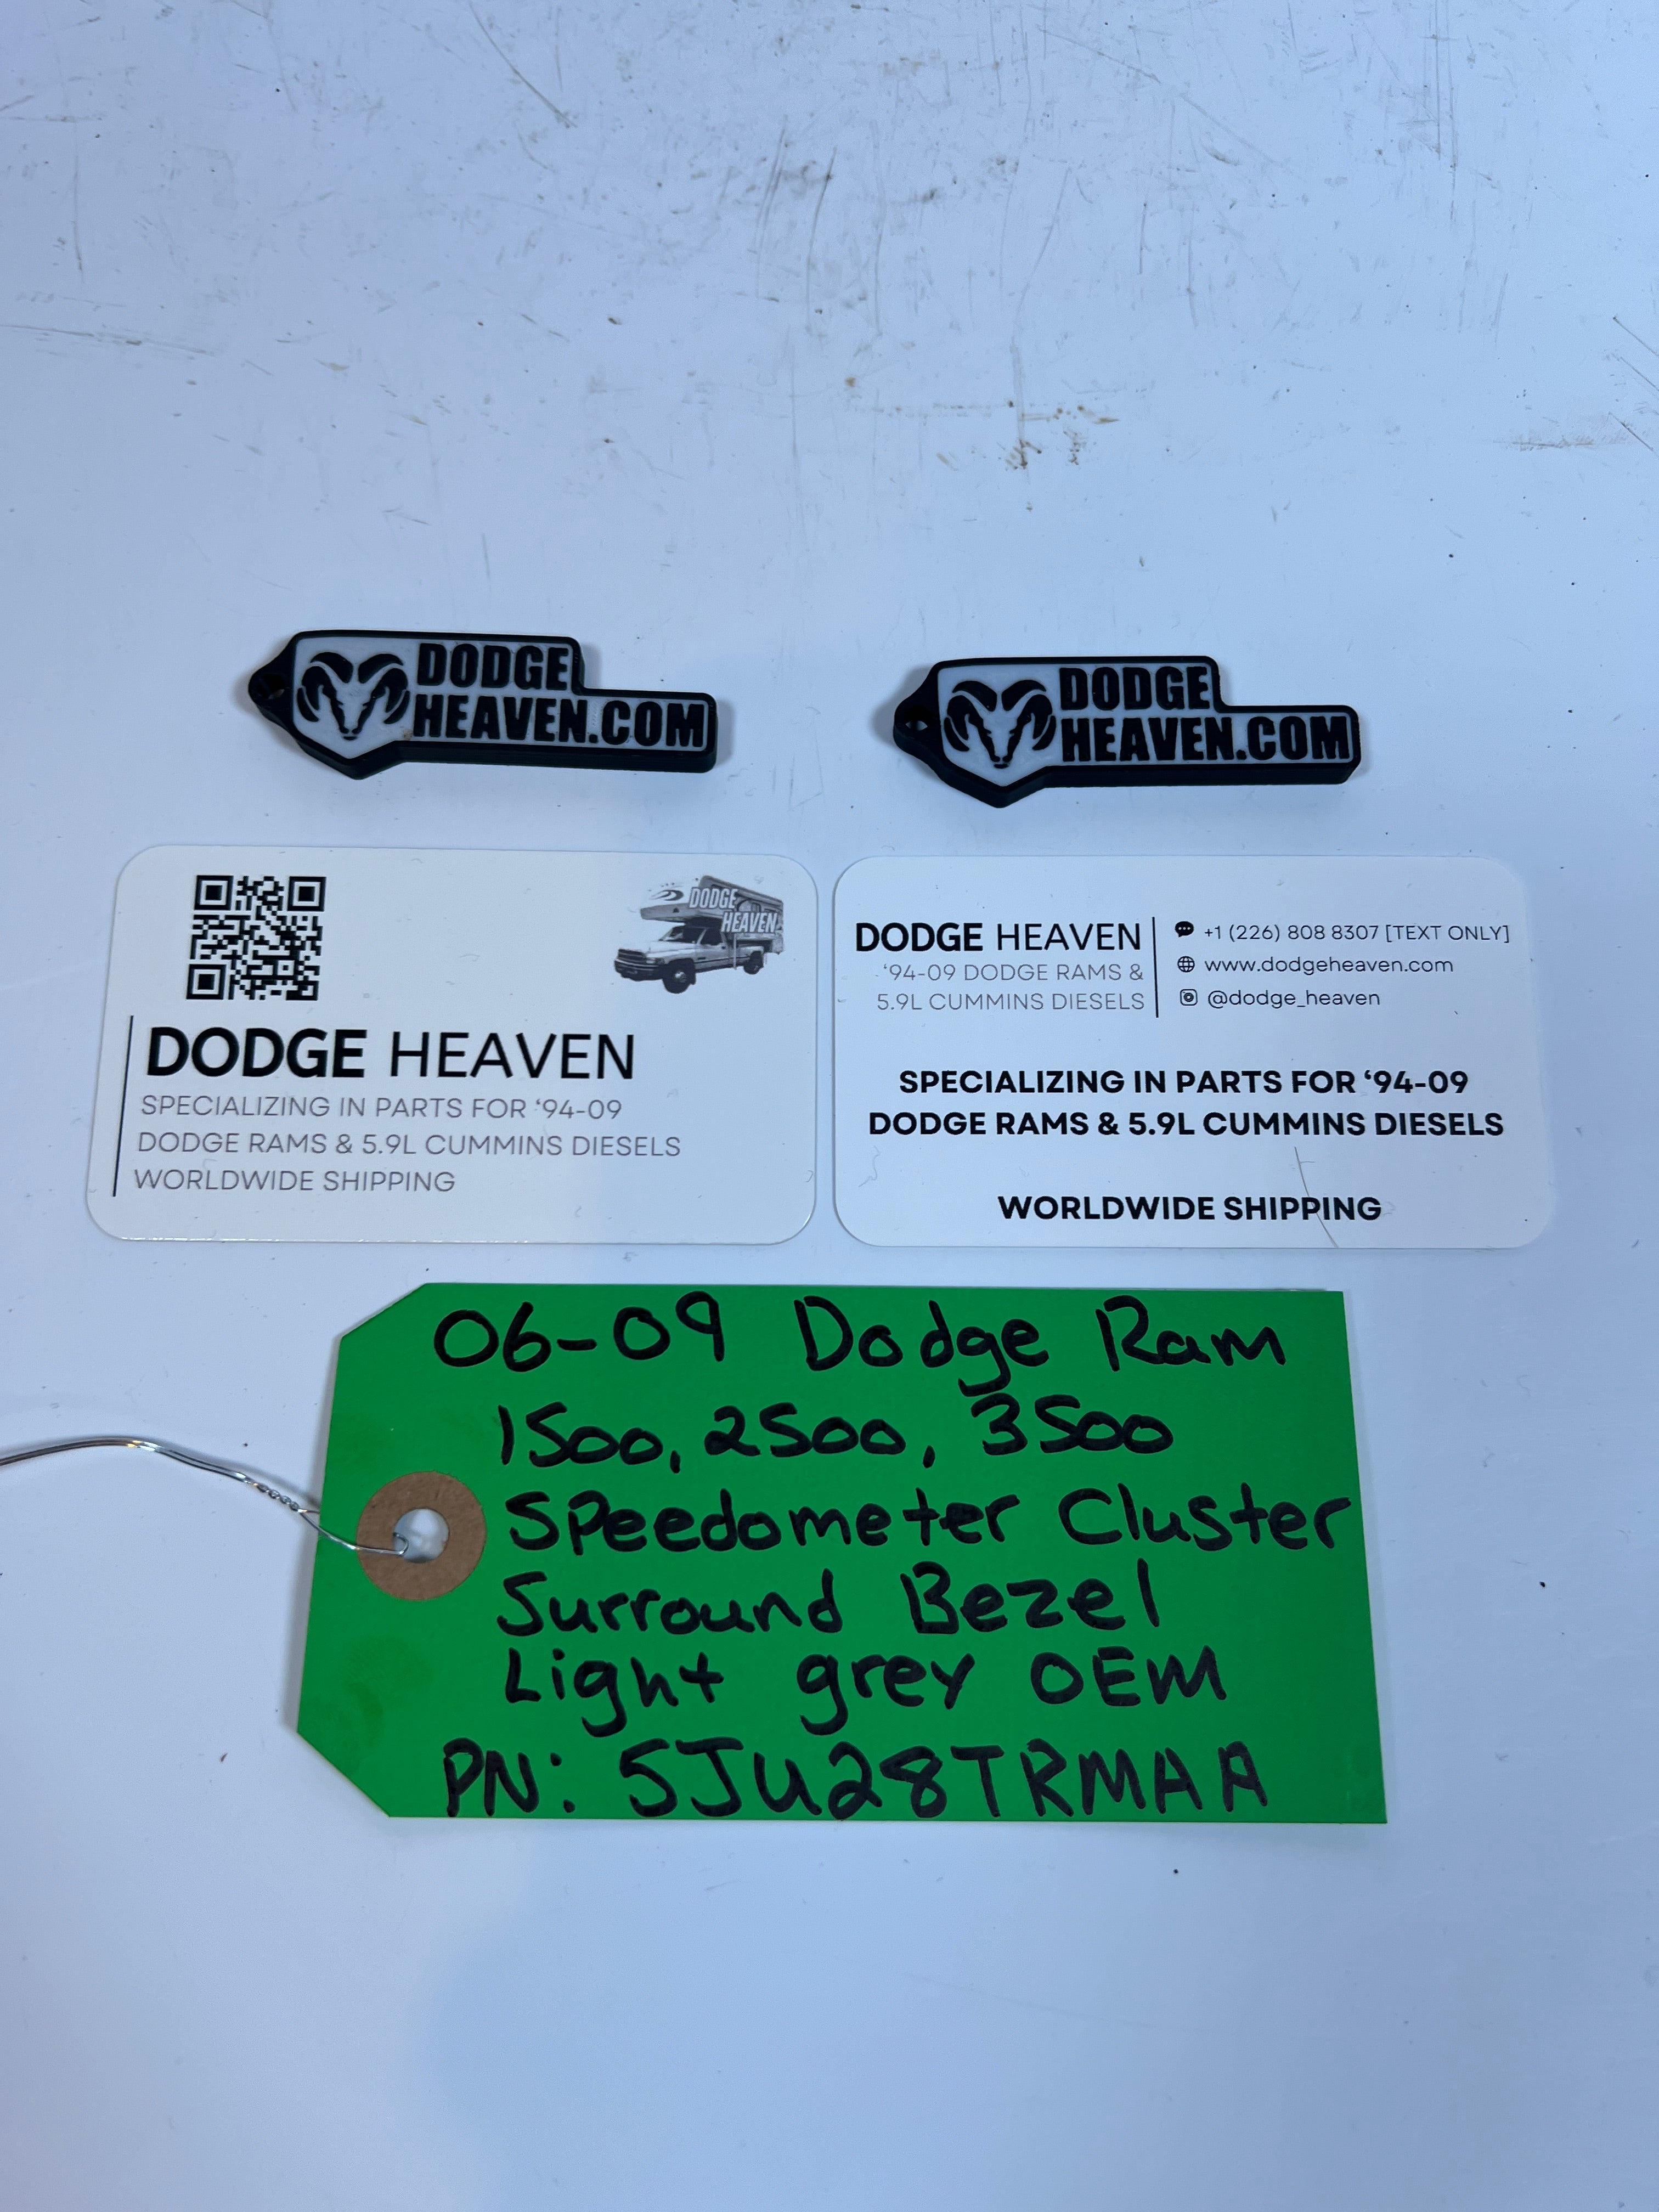 DODGE
HEAVEN.COM
DODGE
HEAVEN.COM
DODGE
HEAVEN
DODGE HEAVEN
SPECIALIZING IN PARTS FOR ‘94-09
DODGE RAMS & 5.9L CUMMINS DIESELS
WORLDWIDE SHIPPING
DODGE HEAVEN
‘94-09 DODGE RAMS &
5.9L CUMMINS DIESELS
+1 (226) 808 8307 [TEXT ONLY]
www.dodgeheaven.com
@dodge_heaven
SPECIALIZING IN PARTS FOR ‘94-09
DODGE RAMS & 5.9L CUMMINS DIESELS
WORLDWIDE SHIPPING
06-09 Dodge Ram
1500, 2500, 3500
Speedometer Cluster
Surround Bezel
Light grey OEM
PN: 5JU28TRMAA